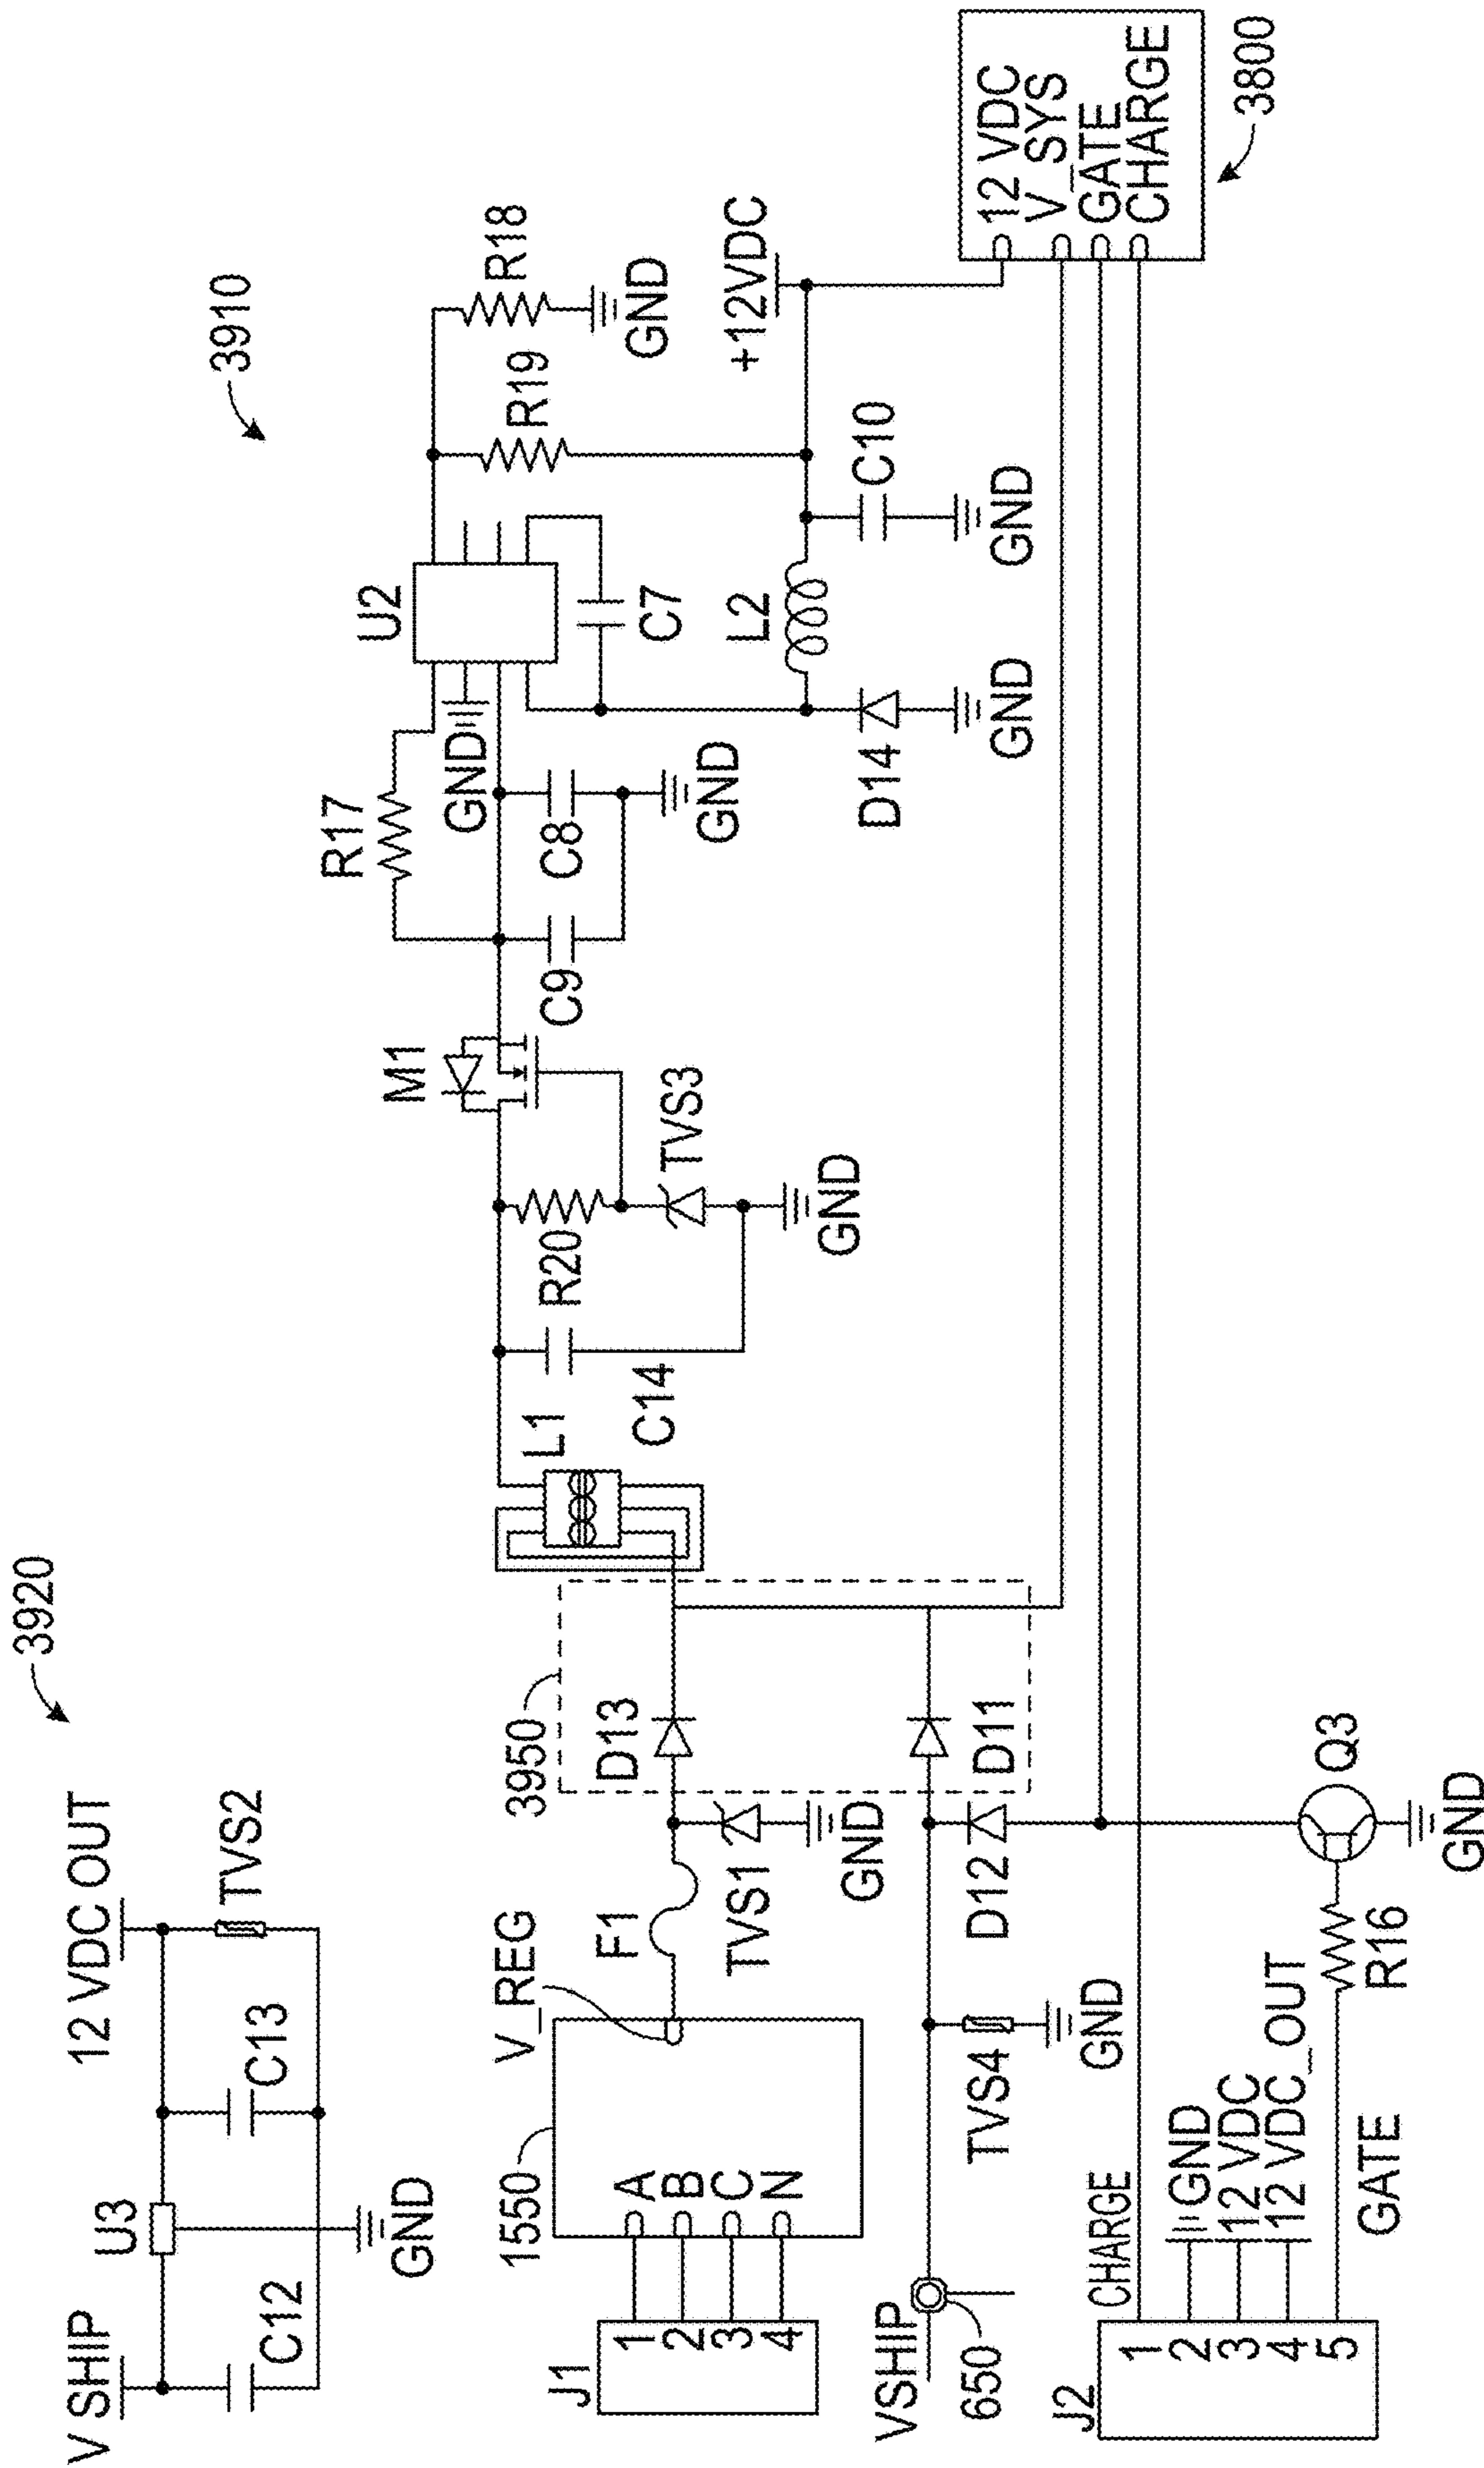 3920
V SHIP
C12
U3
GND
C13
12 VDC OUT
TVS2
3910
J1
1
2
3
4
1550
A
B
C
N
V_REG
F1
TVS1
GND
3950
D13
D11
L1
C14
R20
TVS3
GND
M1
C9
C8
GND
R17
GND
U2
C7
R19
R18
GND
D14
GND
L2
C10
GND
+12VDC
VSHIP
650
TVS4
GND
D12
J2
1
2
3
4
5
CHARGE
GND
12 VDC
12 VDC_OUT
GATE
R16
Q3
GND
12 VDC
V_SYS
GATE
CHARGE
3800